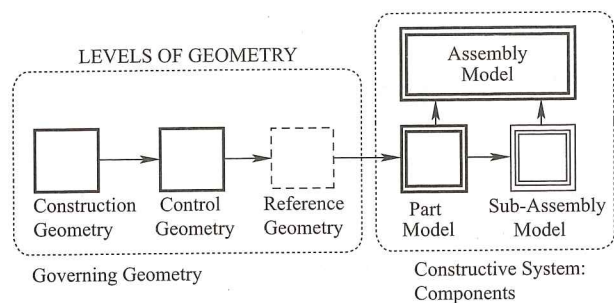 LEVELS OF GEOMETRY
Construction
Geometry
Control
Geometry
Reference
Geometry
Governing Geometry
Assembly
Model
Part
Model
Sub-Assembly
Model
Constructive System:
Components